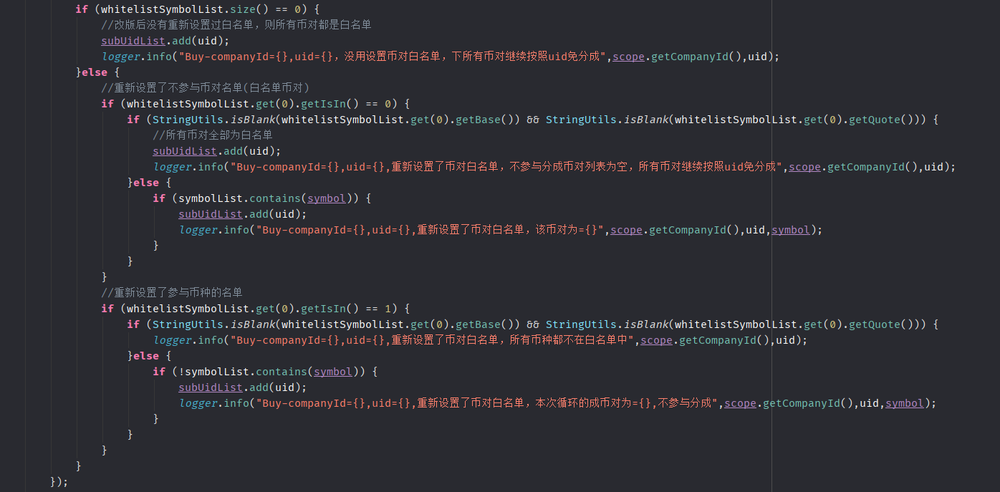 if (whitelistSymbolList.size() == 0) {
//改版后没有重新设置过白名单，则所有币对都是白名单
subUidList.add(uid);
logger.info("Buy-companyId={},uid={}，没用设置币对白名单，下所有币对继续按照uid免分成",scope.getCompanyId(),uid);
}else {
//重新设置了不参与币对名单(白名单币对)
if (whitelistSymbolList.get(0).getIsIn() == 0) {
if (StringUtils.isBlank(whitelistSymbolList.get(0).getBase()) && StringUtils.isBlank(whitelistSymbolList.get(0).getQuote())) {
//所有币对全部为白名单
subUidList.add(uid);
logger.info("Buy-companyId={},uid={},重新设置了币对白名单，不参与分成币对列表为空，所有币对继续按照uid免分成",scope.getCompanyId(),uid);
}else {
if (symbolList.contains(symbol)) {
subUidList.add(uid);
logger.info("Buy-companyId={},uid={},重新设置了币对白名单，该币对为={}",scope.getCompanyId(),uid,symbol);
}
}
}
//重新设置了参与币种的名单
if (whitelistSymbolList.get(0).getIsIn() == 1) {
if (StringUtils.isBlank(whitelistSymbolList.get(0).getBase()) && StringUtils.isBlank(whitelistSymbolList.get(0).getQuote())) {
logger.info("Buy-companyId={},uid={},重新设置了币对白名单，所有币种都不在白名单中",scope.getCompanyId(),uid);
}else {
if (!symbolList.contains(symbol)) {
subUidList.add(uid);
logger.info("Buy-companyId={},uid={},重新设置了币对白名单，本次循环的成币对为={},不参与分成",scope.getCompanyId(),uid,symbol);
}
}
}
}
});